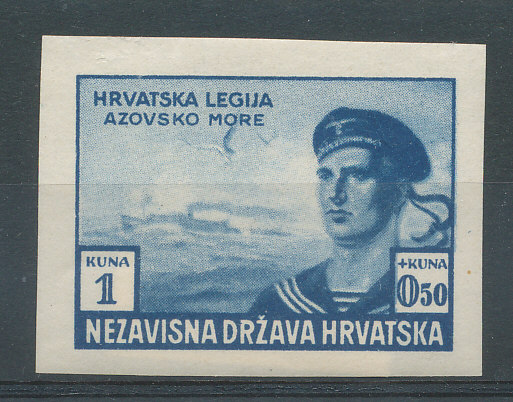 HRVATSKA LEGIJA
AZOVSKO MORE
KUNA
1
+KUNA
0.50
NEZAVISNA DRŽAVA HRVATSKA